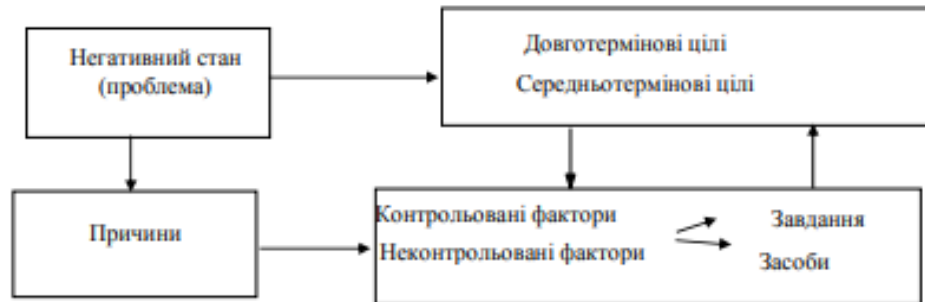 Негативний стан
(проблема)
Довготермінові цілі
Середньотермінові цілі
Причини
Контрольовані фактори
Неконтрольовані фактори
Завдання
Засоби